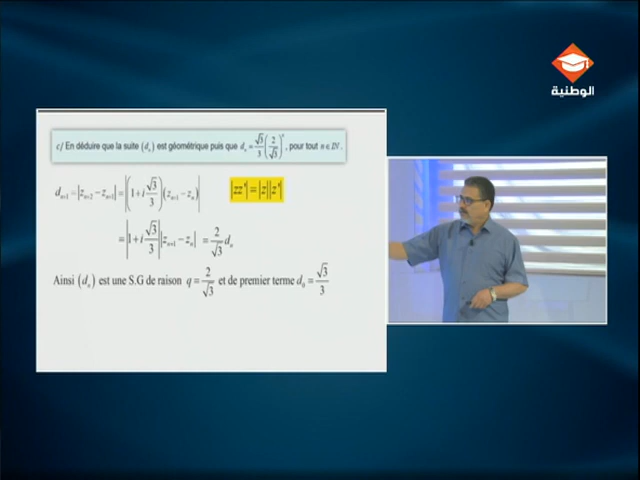 الوطنية
c/ En déduire que la suite (dₙ) est géométrique puis que dₙ = √3/3 (2/√3)ⁿ, pour tout n ∈ IN.
dₙ₊₁ = |zₙ₊₂ − zₙ₊₁| = |(1 + i √3/3)(zₙ₊₁ − zₙ)| |zz'| = |z||z'|
= |1 + i √3/3||zₙ₊₁ − zₙ| = 2/√3 dₙ
Ainsi (dₙ) est une S.G de raison q = 2/√3 et de premier terme d₀ = √3/3